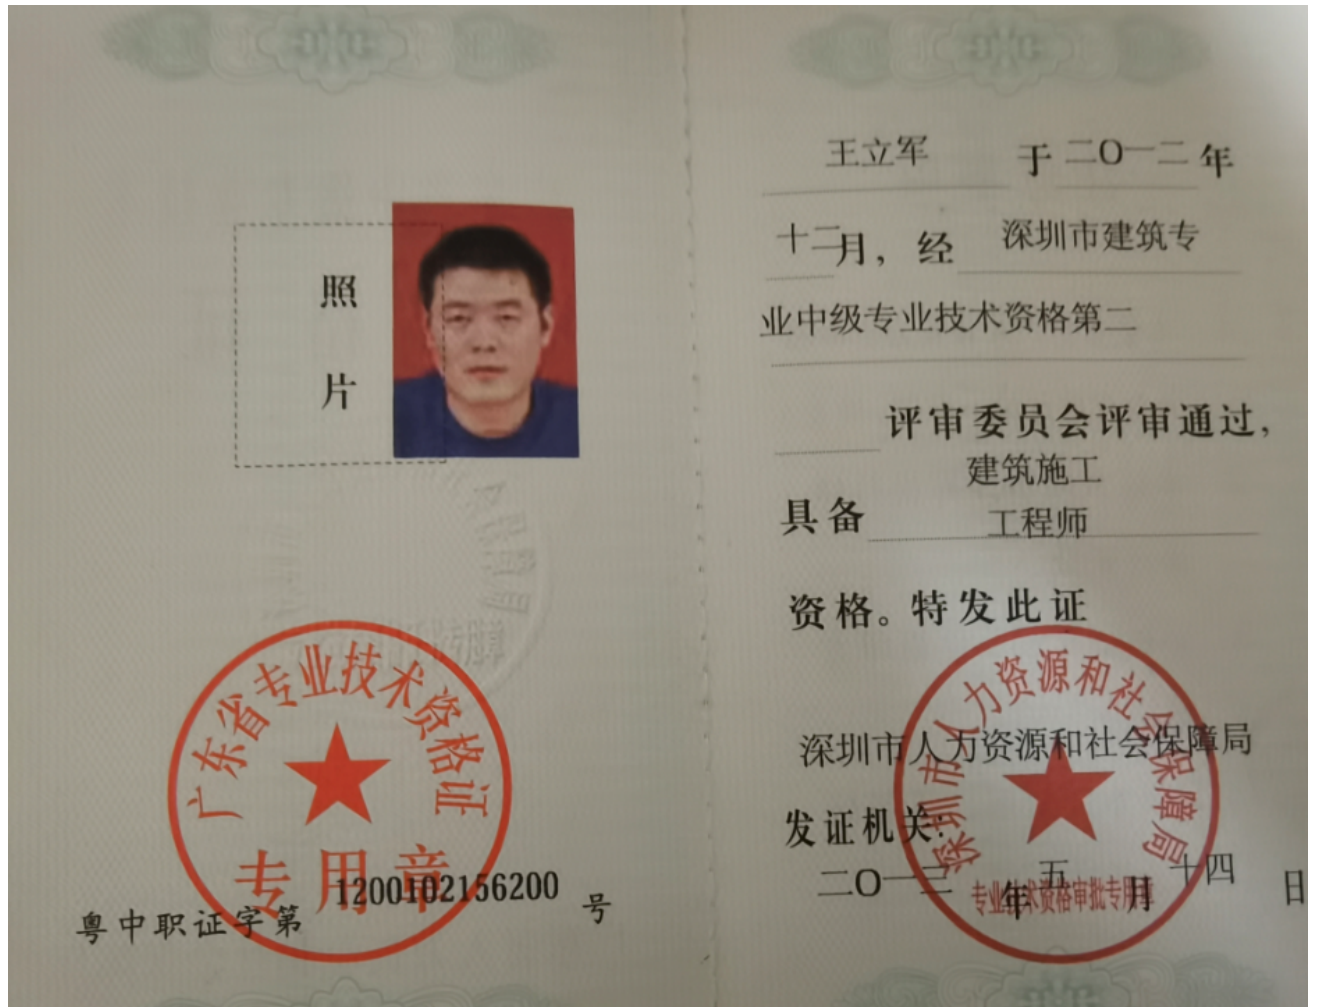 照
片
广东省专业技术资格证
专用章
粤中职证字第 1200102156200 号
王立军 于 二〇一二 年
十二月，经 深圳市建筑专
业中级专业技术资格第二
评审委员会评审通过，
建筑施工
具备 工程师
资格。特发此证
深圳市人力资源和社会保障局
发证机关：
二〇一三 年 五 月 十四 日
深圳市人力资源和社会保障局
专业技术资格审批专用章